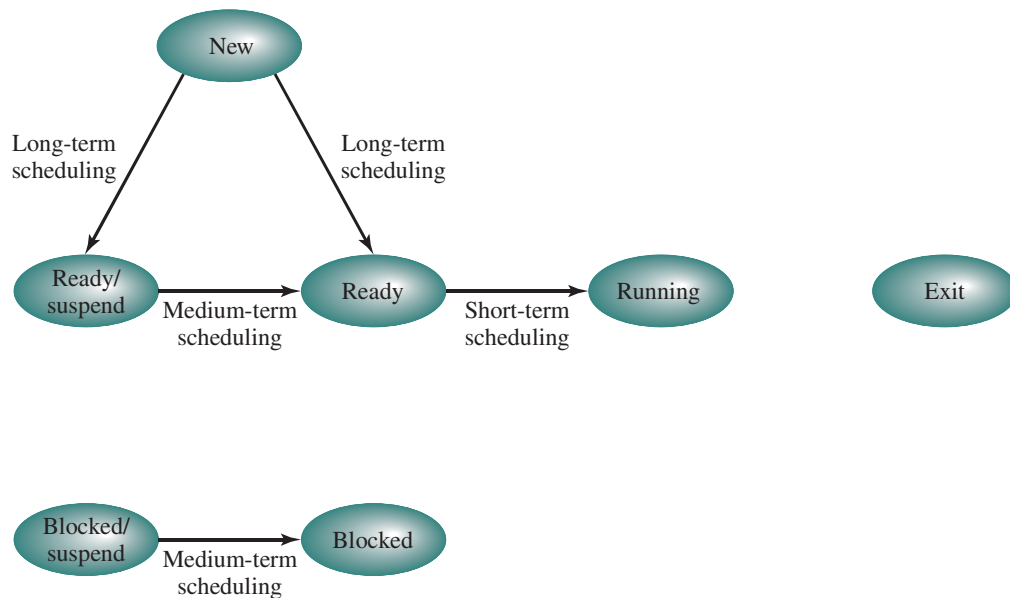 New
Long-term
scheduling
Long-term
scheduling
Ready/
suspend
Medium-term
scheduling
Ready
Short-term
scheduling
Running
Exit
Blocked/
suspend
Medium-term
scheduling
Blocked